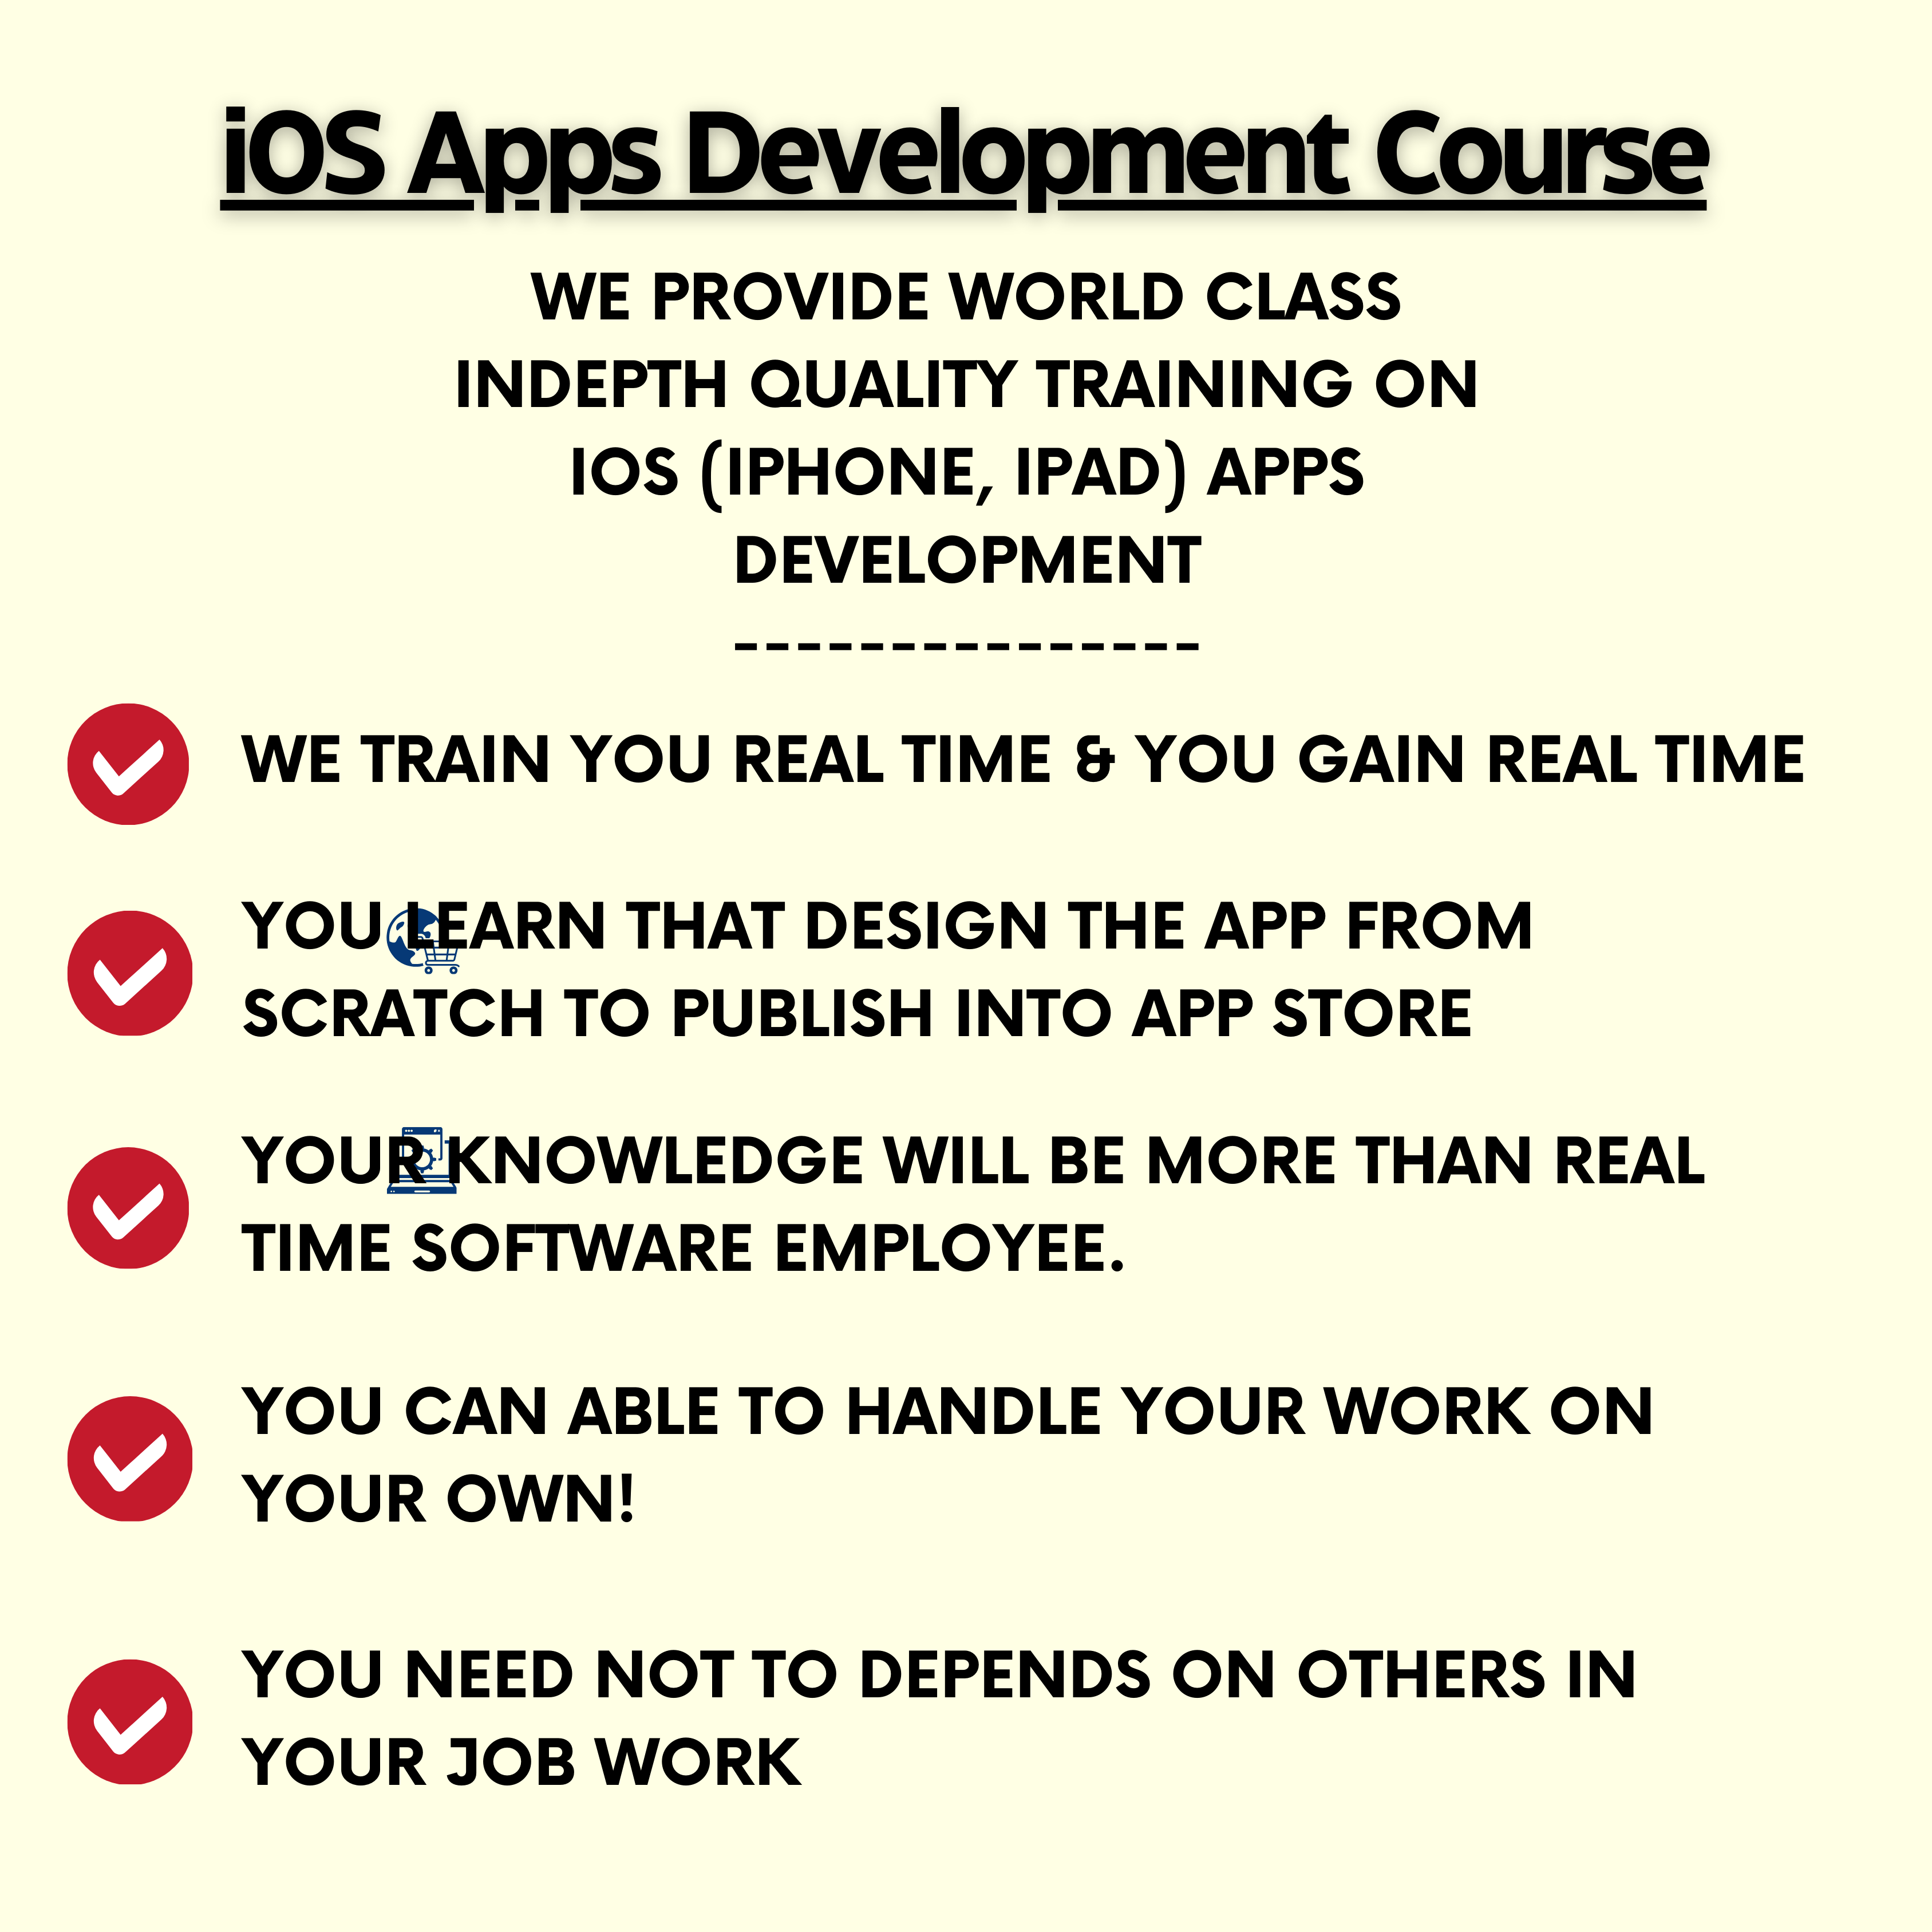 iOS Apps Development Course
WE PROVIDE WORLD CLASS
INDEPTH QUALITY TRAINING ON
IOS (IPHONE, IPAD) APPS
DEVELOPMENT
---------------
WE TRAIN YOU REAL TIME & YOU GAIN REAL TIME
YOU LEARN THAT DESIGN THE APP FROM
SCRATCH TO PUBLISH INTO APP STORE
YOUR KNOWLEDGE WILL BE MORE THAN REAL
TIME SOFTWARE EMPLOYEE.
YOU CAN ABLE TO HANDLE YOUR WORK ON
YOUR OWN!
YOU NEED NOT TO DEPENDS ON OTHERS IN
YOUR JOB WORK